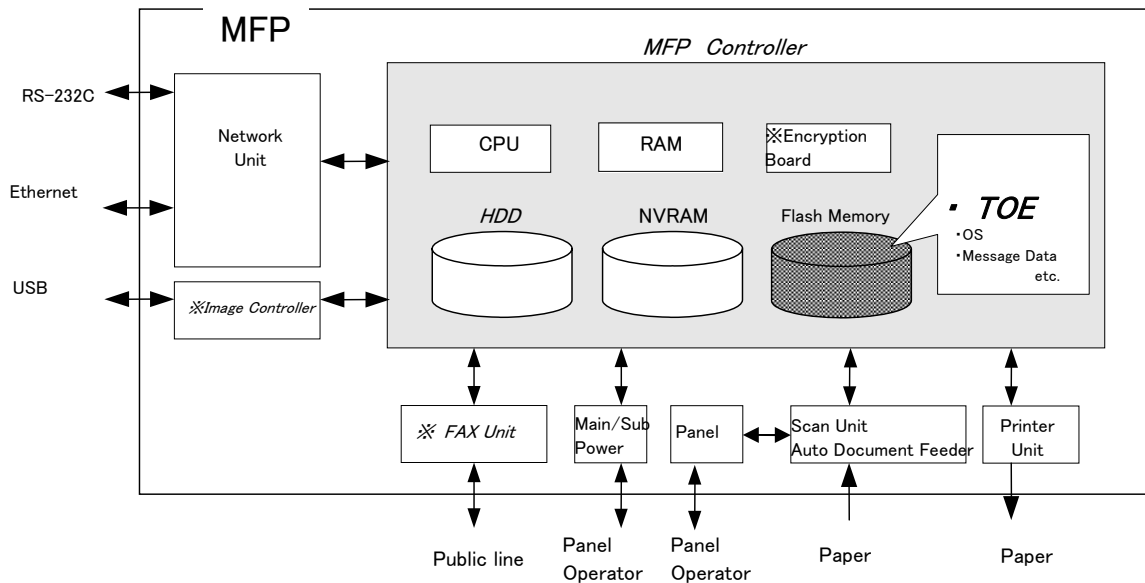 MFP
MFP Controller
RS-232C
Network
Unit
Ethernet
USB
※Image Controller
CPU
RAM
※Encryption
Board
HDD
NVRAM
Flash Memory
・ TOE
・OS
・Message Data
etc.
※ FAX Unit
Main/Sub
Power
Panel
Scan Unit
Auto Document Feeder
Printer
Unit
Public line
Panel
Operator
Panel
Operator
Paper
Paper